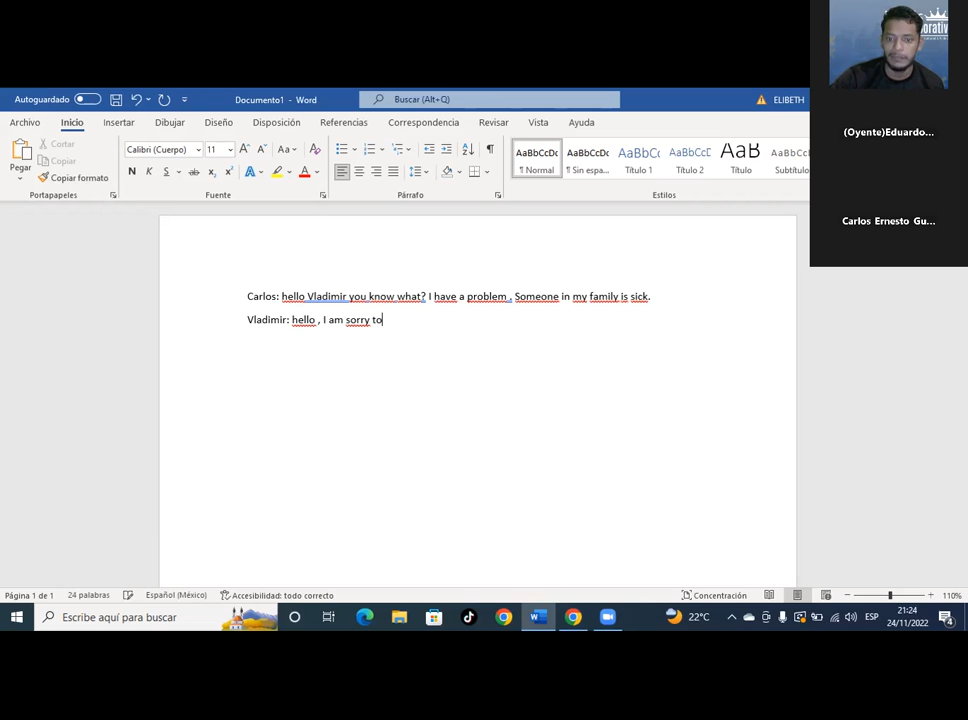 orative
Autoguardado
Documento1 - Word
Buscar (Alt+Q)
ELIBETH
Archivo Inicio Insertar Dibujar Diseño Disposición Referencias Correspondencia Revisar Vista Ayuda
(Oyente)Eduardo...
Pegar
Cortar
Copiar
Copiar formato
Calibri (Cuerpo) 11
N K S
AaBbCcDc AaBbCcDc AaBbCc AaBbCcD AaB AaBbCcD
¶ Normal ¶ Sin espa... Título 1 Título 2 Título Subtítulo
Portapapeles Fuente Párrafo Estilos
Carlos Ernesto Gu...
Carlos: hello Vladimir you know what? I have a problem . Someone in my family is sick.
Vladimir: hello , I am sorry to
Página 1 de 1 24 palabras Español (México) Accesibilidad: todo correcto Concentración 110%
Escribe aquí para buscar 22°C ESP 21:24
24/11/2022
4